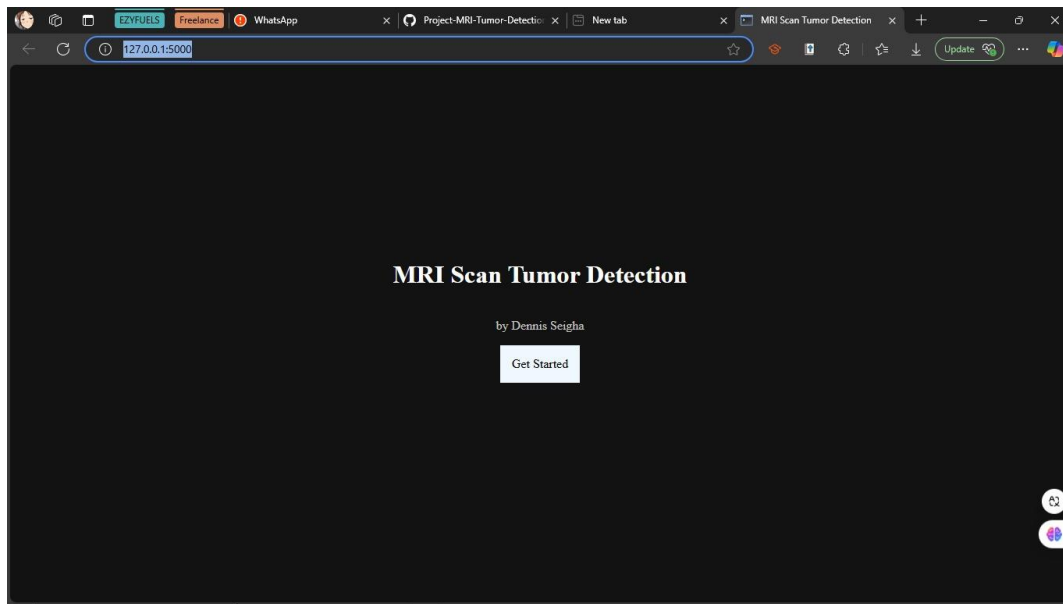 EZYFUELS Freelance WhatsApp Project-MRI-Tumor-Detectio New tab MRI Scan Tumor Detection
127.0.0.1:5000 Update
MRI Scan Tumor Detection
by Dennis Seigha
Get Started